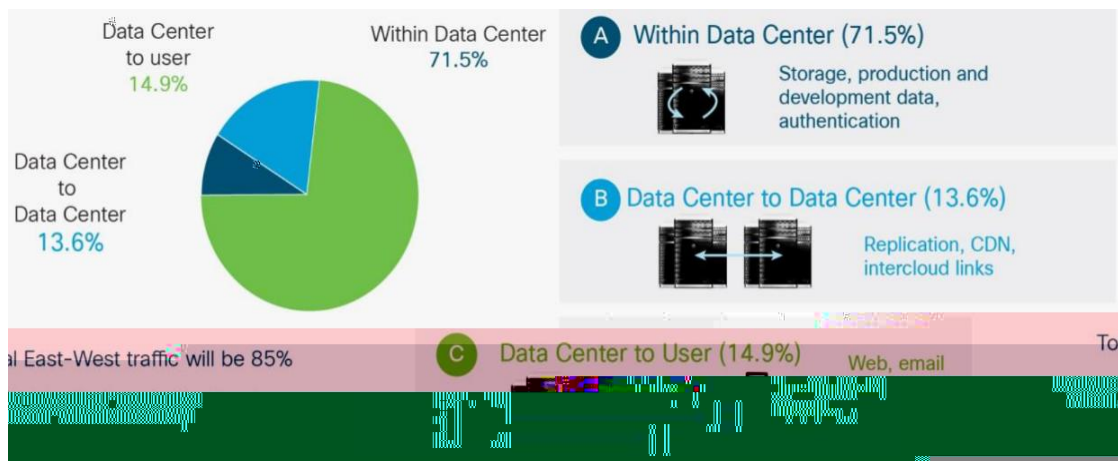 Data Center
to user
14.9%
Within Data Center
71.5%
Data Center
to
Data Center
13.6%
A Within Data Center (71.5%)
Storage, production and
development data,
authentication
B Data Center to Data Center (13.6%)
Replication, CDN,
intercloud links
East-West traffic will be 85%
C Data Center to User (14.9%)
Web, email
To